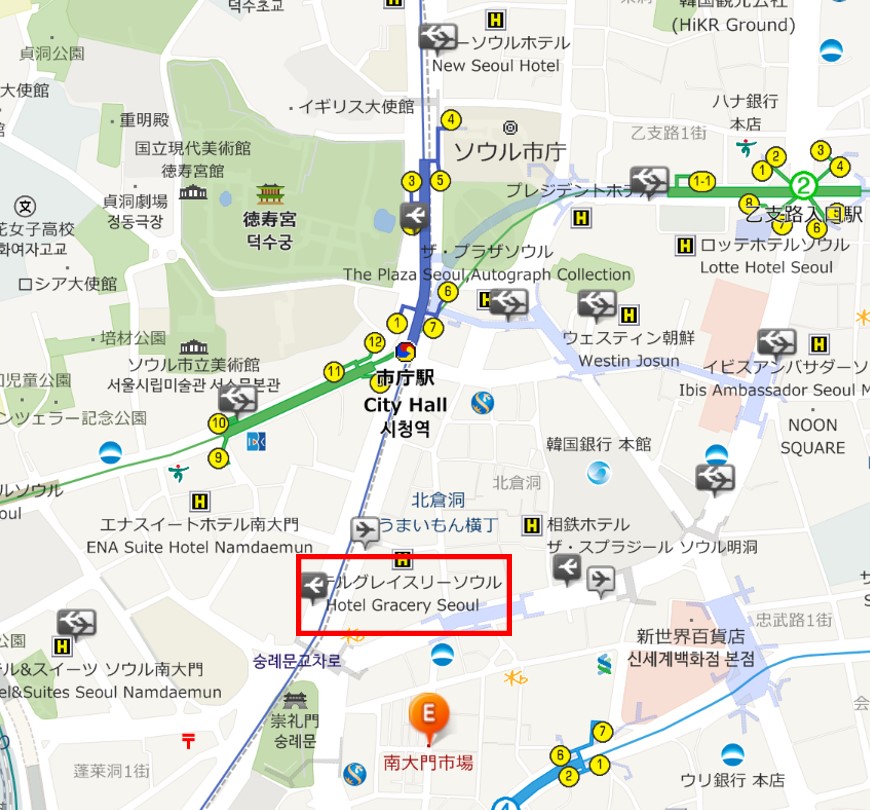 덕수초교
貞洞公園
大使館
重明殿
イギリス大使館
国立現代美術館
徳寿宮館
貞洞劇場
정동극장
徳寿宮
덕수궁
文
花女子高校
화여자고교
ロシア大使館
H
ーソウルホテル
New Seoul Hotel
4
3
5
ソウル市庁
韓国観光公社
(HiKR Ground)
ハナ銀行
本店
乙支路1街
プレジデントホテ
H
1-1
1
2
3
4
2
8
7
6
乙支路入口駅
H
ロッテホテルソウル
Lotte Hotel Seoul
ザ・プラザソウル
The Plaza Seoul Autograph Collection
6
1
7
12
11
H
ウェスティン朝鮮
Westin Josun
H
イビスアンバサダーソ
Ibis Ambassador Seoul M
NOON
SQUARE
培材公園
ソウル市立美術館
서울시립미술관 서소문본관
児童公園
ンツェラー記念公園
10
9
市庁駅
City Hall
시청역
韓国銀行 本館
北倉洞
北倉洞
うまいもん横丁
ルソウル
oul
H
エナスイートホテル南大門
ENA Suite Hotel Namdaemun
H
相鉄ホテル
ザ・スプラジール ソウル明洞
H
テルグレイスリーソウル
Hotel Gracery Seoul
忠武路1街
新世界百貨店
신세계백화점 본점
公園
H
テル&スイーツ ソウル南大門
el&Suites Seoul Namdaemun
숭례문교차로
崇礼門
숭례문
E
南大門市場
蓬莱洞1街
7
6
1
2
4
ウリ銀行 本店